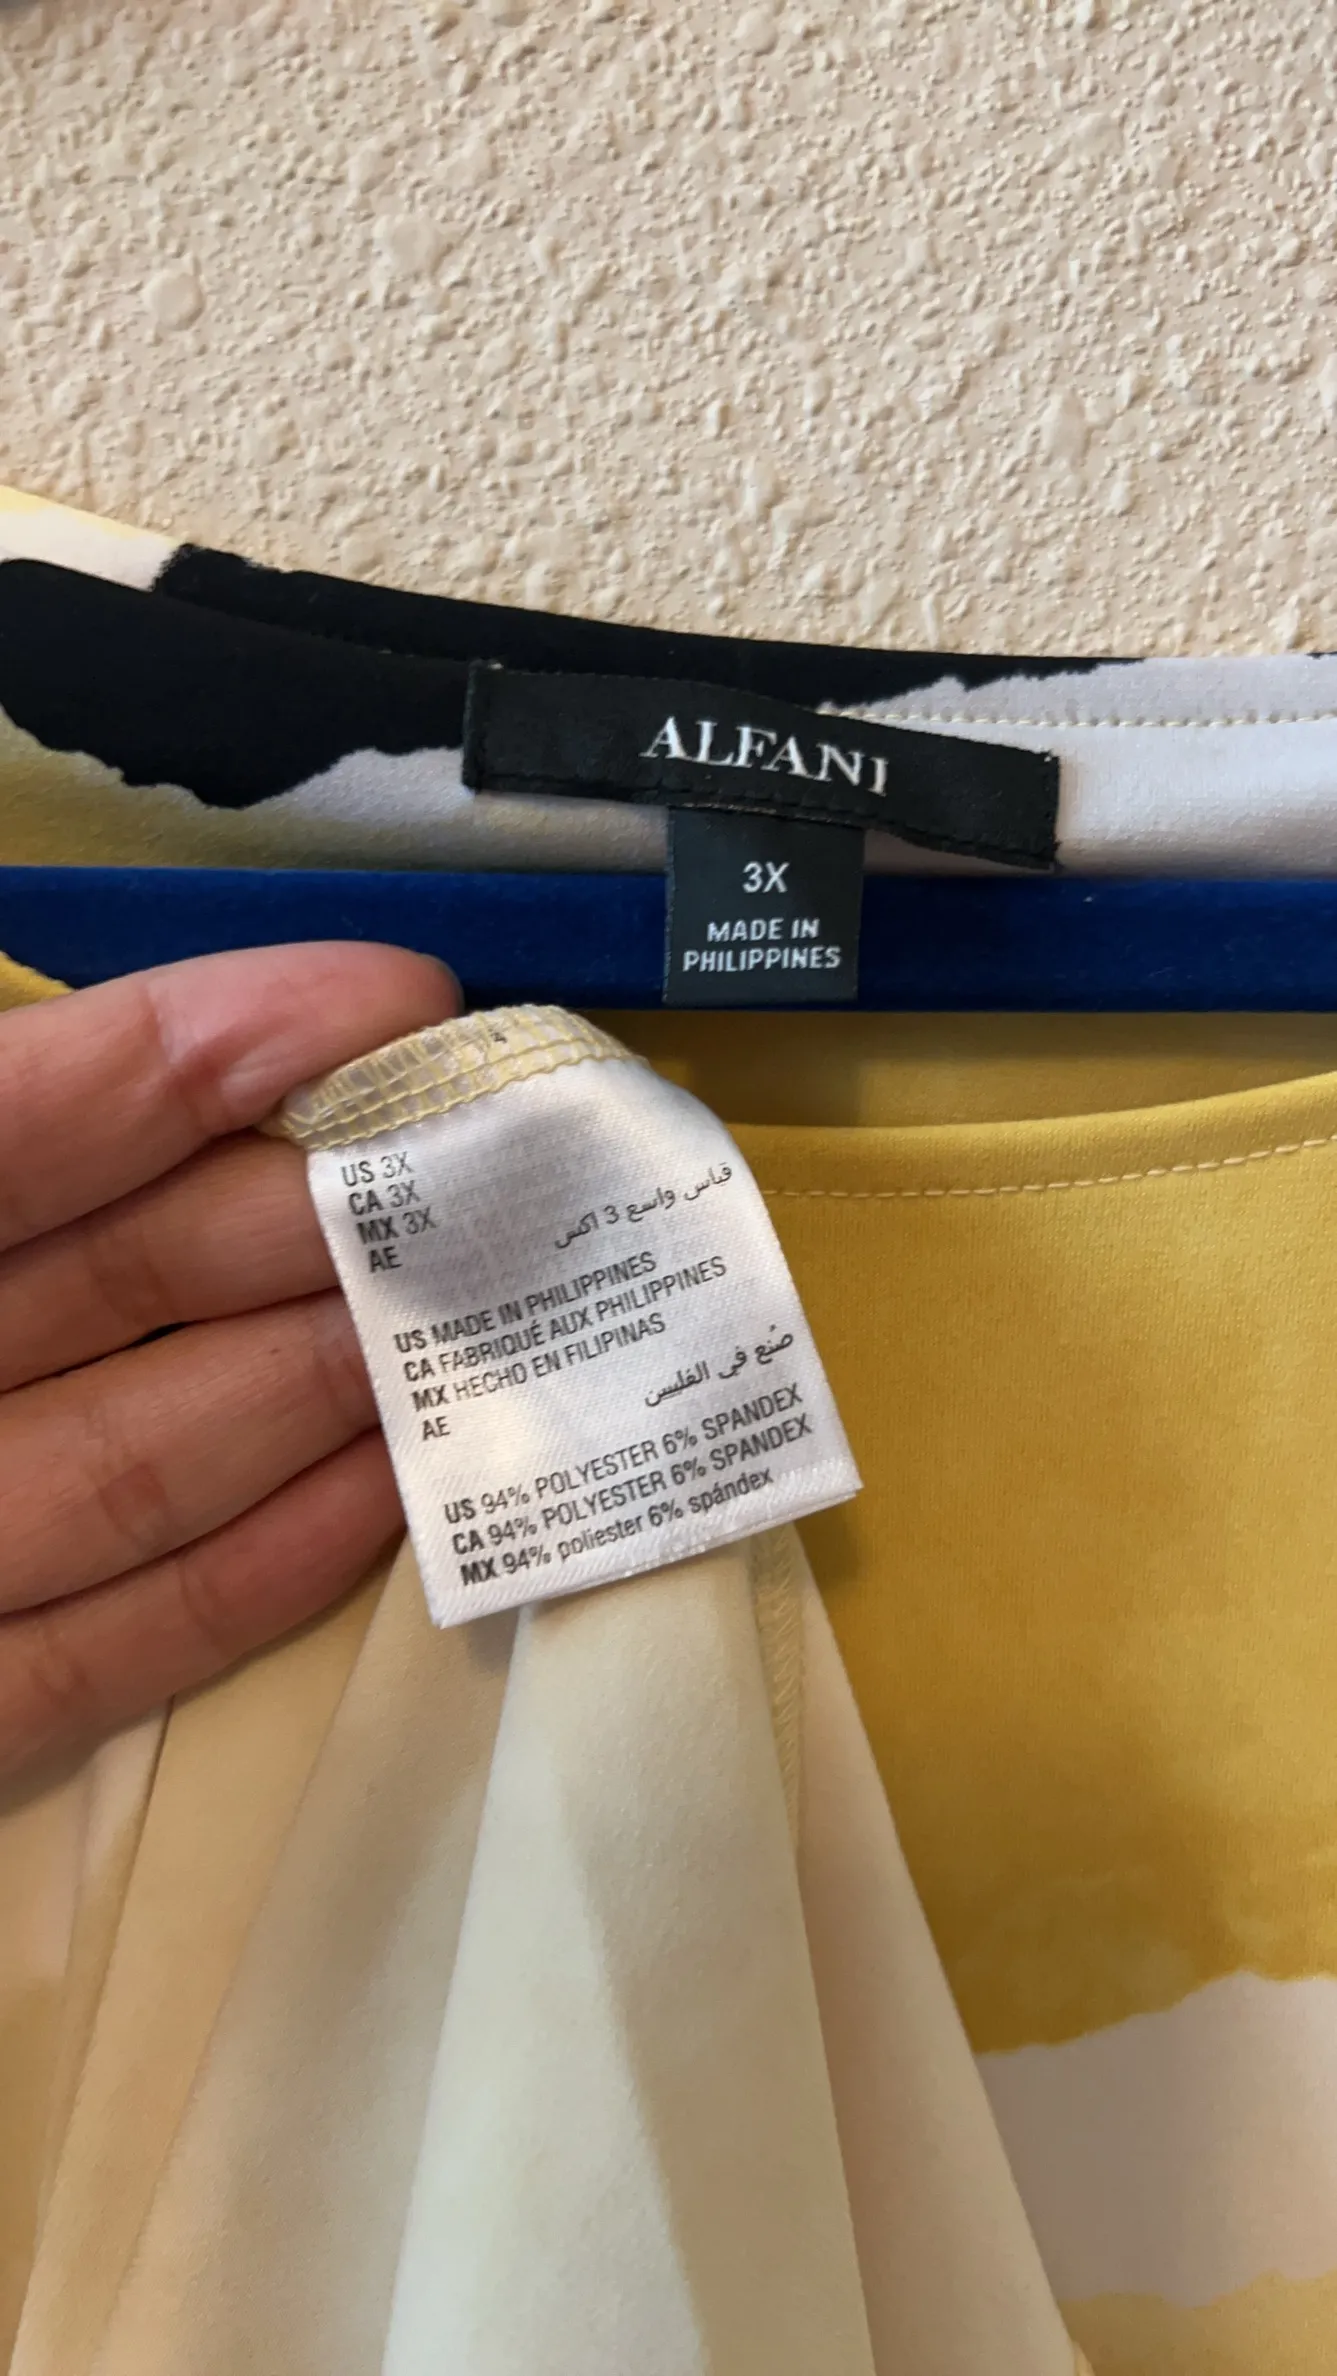 ALFANI
3X
MADE IN
PHILIPPINES
US 3X
CA 3X
MX 3X
AE قياس واسع 3 اكس
US MADE IN PHILIPPINES
CA FABRIQUÉ AUX PHILIPPINES
MX HECHO EN FILIPINAS
AE صُنع في الفلبين
US 94% POLYESTER 6% SPANDEX
CA 94% POLYESTER 6% SPANDEX
MX 94% poliester 6% spándex